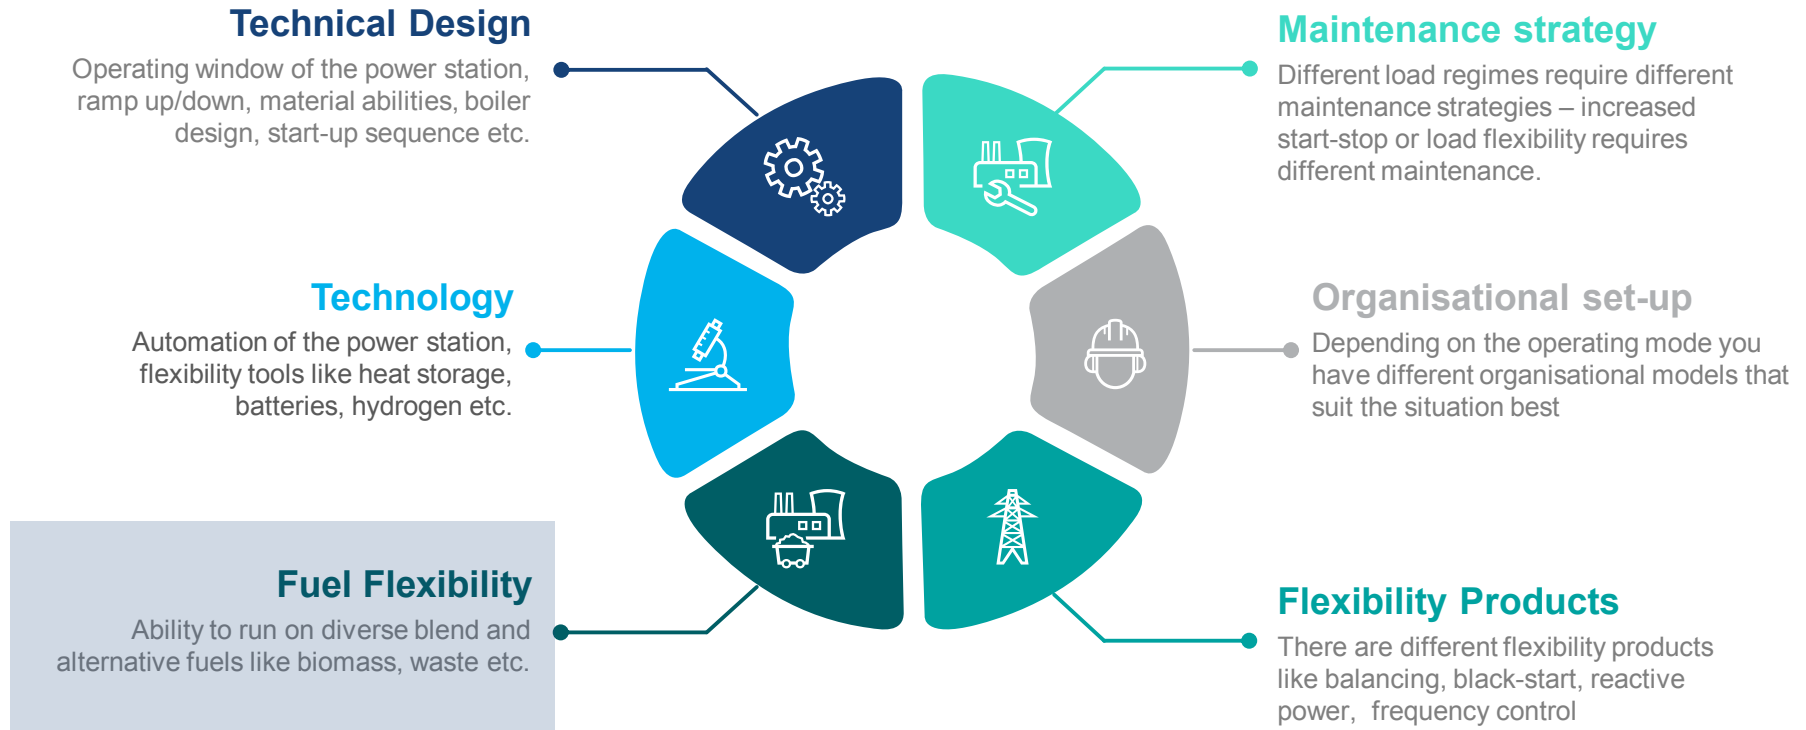 Technical Design
Operating window of the power station,
ramp up/down, material abilities, boiler
design, start-up sequence etc.
Technology
Automation of the power station,
flexibility tools like heat storage,
batteries, hydrogen etc.
Fuel Flexibility
Ability to run on diverse blend and
alternative fuels like biomass, waste etc.
Maintenance strategy
Different load regimes require different
maintenance strategies – increased
start-stop or load flexibility requires
different maintenance.
Organisational set-up
Depending on the operating mode you
have different organisational models that
suit the situation best
Flexibility Products
There are different flexibility products
like balancing, black-start, reactive
power, frequency control